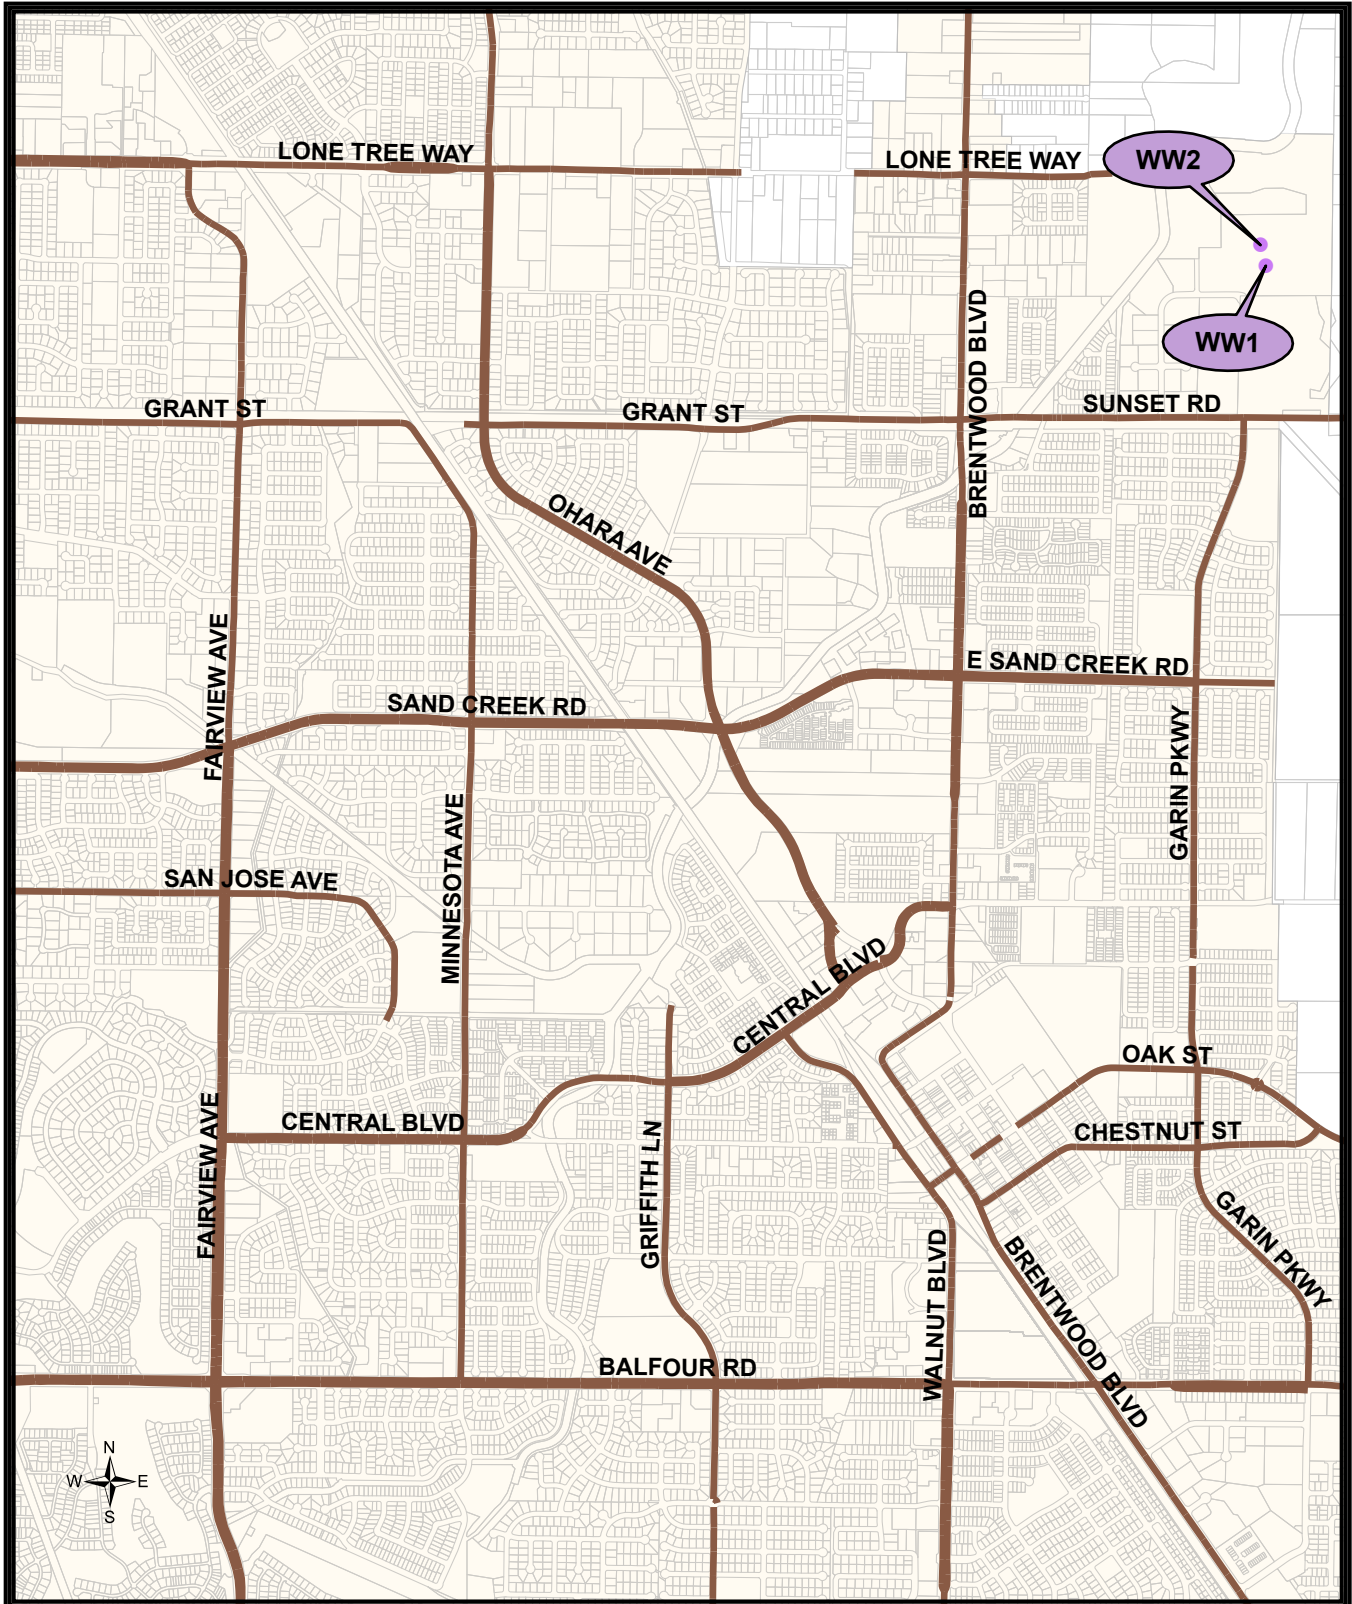 LONE TREE WAY
LONE TREE WAY
WW2
WW1
BRENTWOOD BLVD
GRANT ST
GRANT ST
SUNSET RD
OHARA AVE
FAIRVIEW AVE
SAND CREEK RD
E SAND CREEK RD
GARIN PKWY
MINNESOTA AVE
SAN JOSE AVE
CENTRAL BLVD
OAK ST
CHESTNUT ST
CENTRAL BLVD
FAIRVIEW AVE
GRIFFITH LN
GARIN PKWY
WALNUT BLVD
BRENTWOOD BLVD
BALFOUR RD
N
W E
S